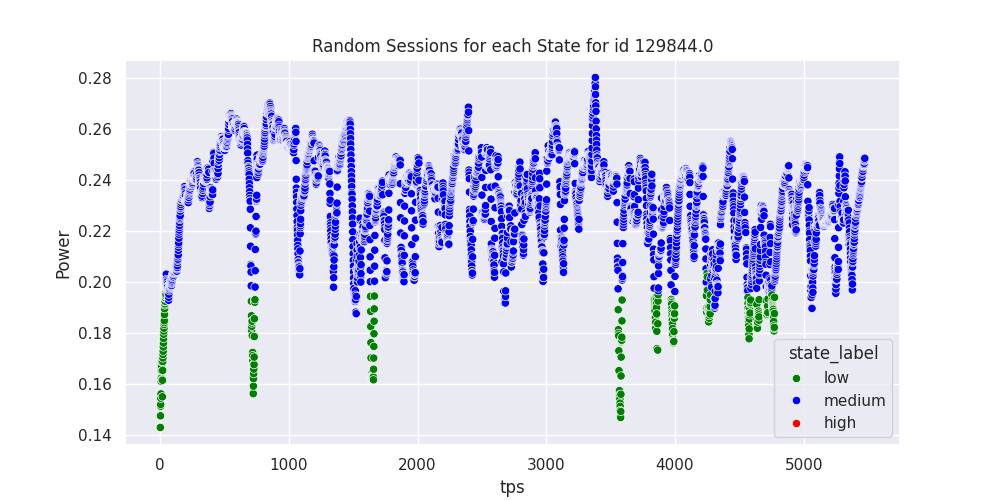 Random Sessions for each State for id 129844.0
Power
0.28
0.26
0.24
0.22
0.20
0.18
0.16
0.14
0
1000
2000
3000
4000
5000
tps
state_label
low
medium
high